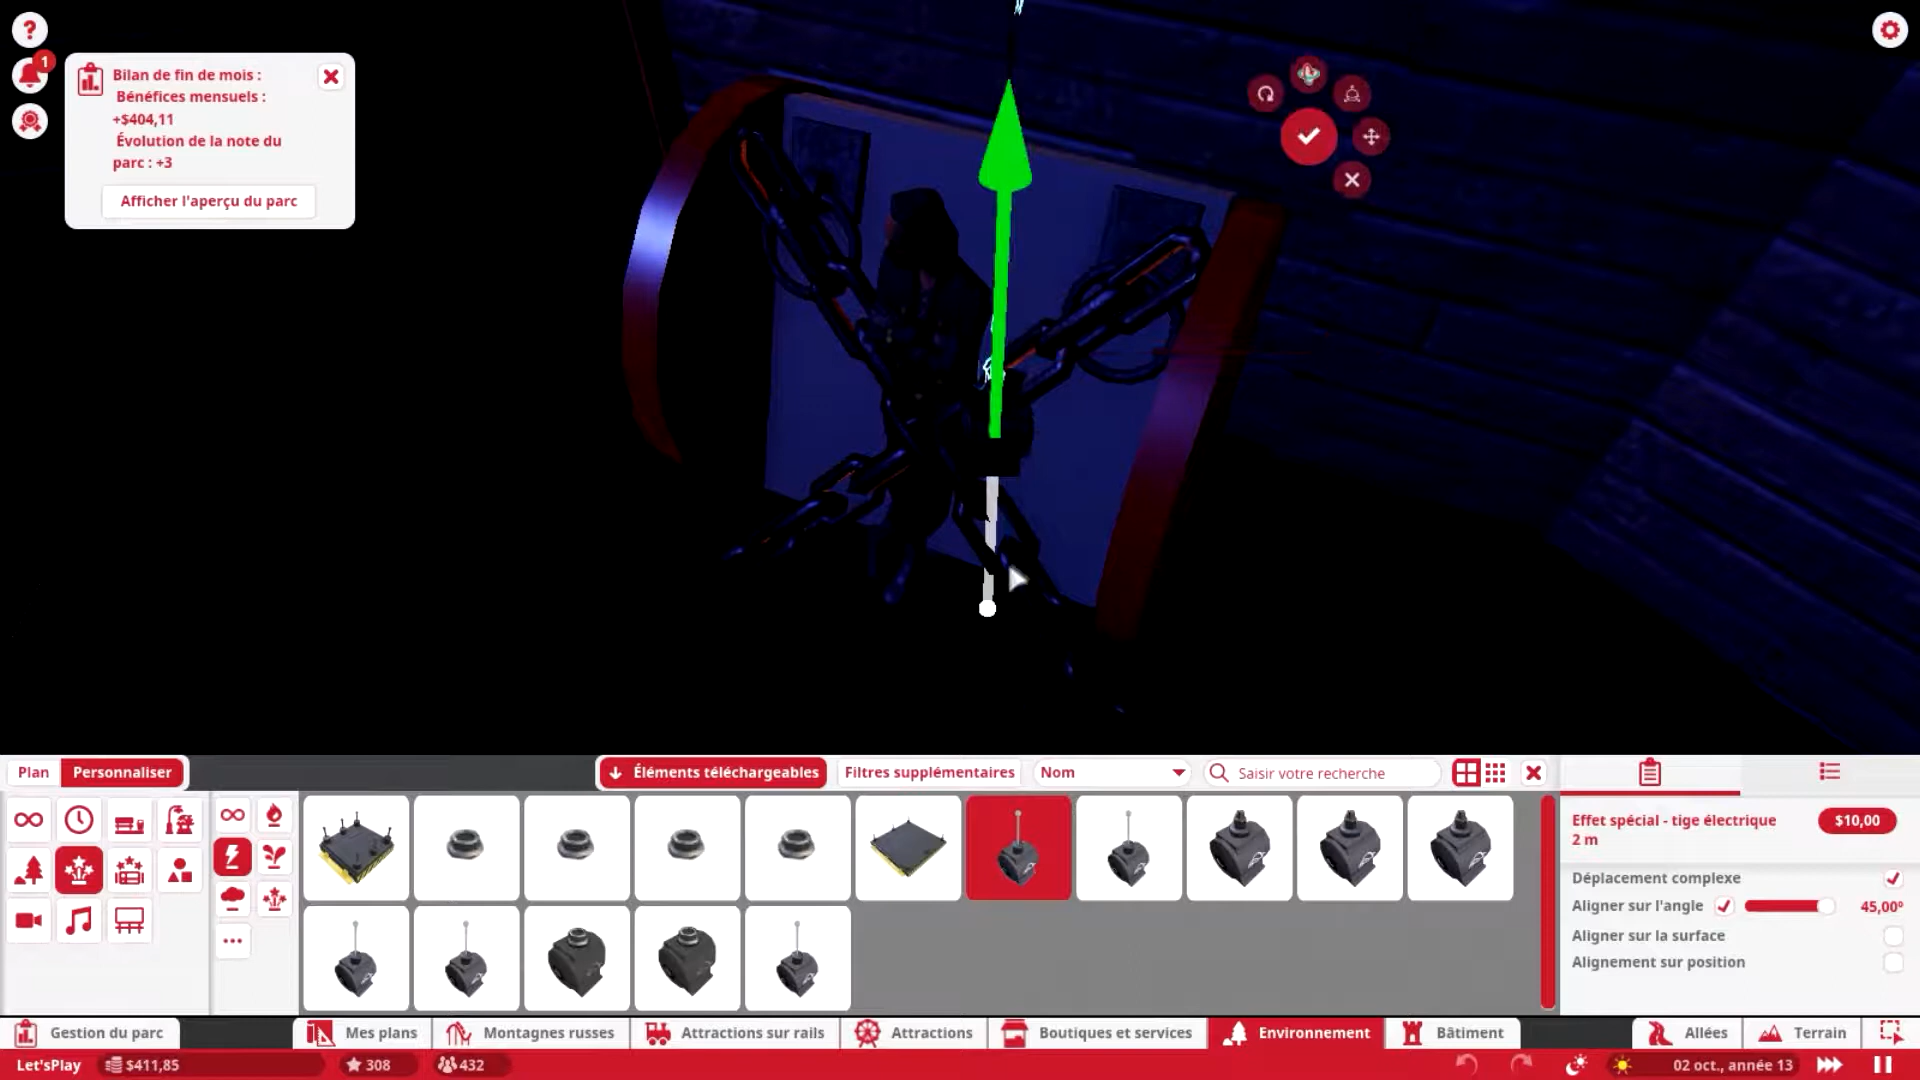 ?
1
Bilan de fin de mois :
Bénéfices mensuels :
+$404,11
Évolution de la note du
parc : +3
Afficher l'aperçu du parc
Plan
Personnaliser
Éléments téléchargeables
Filtres supplémentaires
Nom
Saisir votre recherche
Effet spécial - tige électrique
2 m
$10,00
Déplacement complexe
Aligner sur l'angle
45,00º
Aligner sur la surface
Alignement sur position
Gestion du parc
Mes plans
Montagnes russes
Attractions sur rails
Attractions
Boutiques et services
Environnement
Bâtiment
Allées
Terrain
Let'sPlay
$411,85
308
432
02 oct., année 13